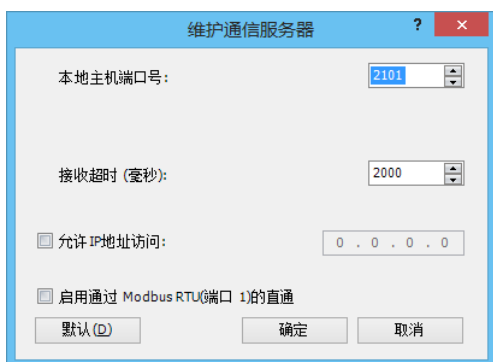 维护通信服务器 ? ×
本地主机端口号: 2101
接收超时 (毫秒): 2000
允许 IP地址访问: 0 . 0 . 0 . 0
启用通过 Modbus RTU(端口 1)的直通
默认(D) 确定 取消